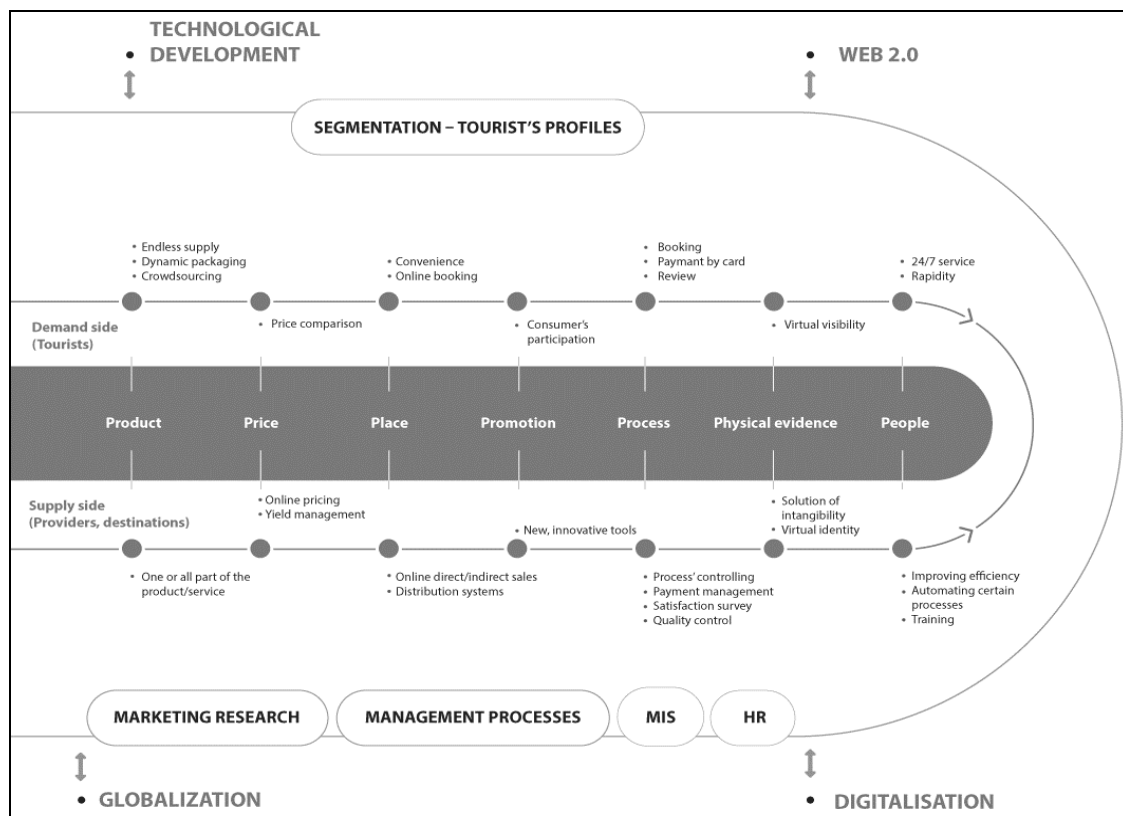 TECHNOLOGICAL
• DEVELOPMENT
• WEB 2.0
SEGMENTATION – TOURIST'S PROFILES
• Endless supply
• Dynamic packaging
• Crowdsourcing
• Convenience
• Online booking
• Booking
• Paymant by card
• Review
• 24/7 service
• Rapidity
Demand side
(Tourists)
• Price comparison
• Consumer's
participation
• Virtual visibility
Product
Price
Place
Promotion
Process
Physical evidence
People
Supply side
(Providers, destinations)
• Online pricing
• Yield management
• New, innovative tools
• Solution of
intangibility
• Virtual identity
• One or all part of the
product/service
• Online direct/indirect sales
• Distribution systems
• Process' controlling
• Payment management
• Satisfaction survey
• Quality control
• Improving efficiency
• Automating certain
processes
• Training
MARKETING RESEARCH
MANAGEMENT PROCESSES
MIS
HR
• GLOBALIZATION
• DIGITALISATION